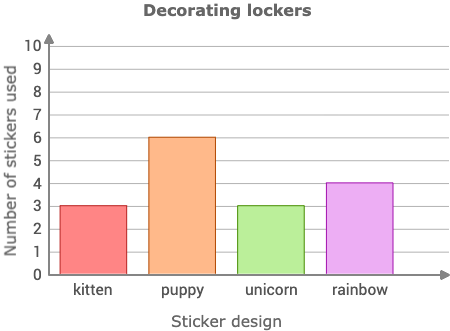 Decorating lockers
Number of stickers used
10
9
8
7
6
5
4
3
2
1
0
kitten puppy unicorn rainbow
Sticker design